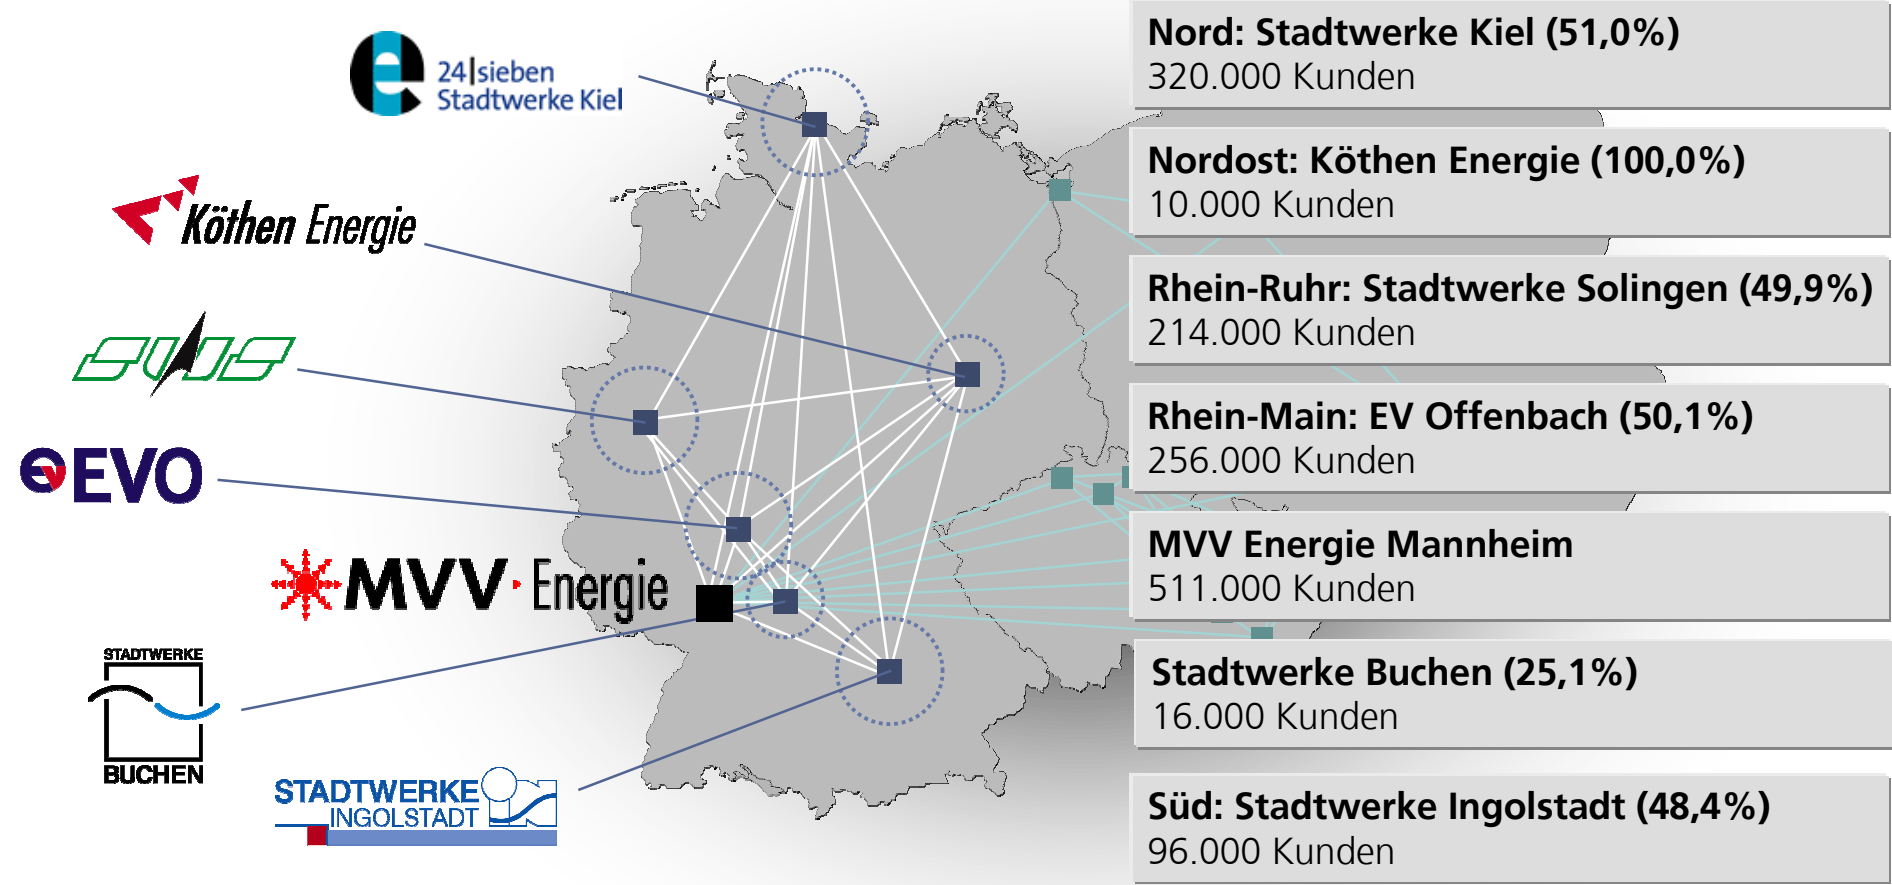 24|sieben
Stadtwerke Kiel
Köthen Energie
SWS
EVO
MVV Energie
STADTWERKE
BUCHEN
STADTWERKE
INGOLSTADT
Nord: Stadtwerke Kiel (51,0%)
320.000 Kunden
Nordost: Köthen Energie (100,0%)
10.000 Kunden
Rhein-Ruhr: Stadtwerke Solingen (49,9%)
214.000 Kunden
Rhein-Main: EV Offenbach (50,1%)
256.000 Kunden
MVV Energie Mannheim
511.000 Kunden
Stadtwerke Buchen (25,1%)
16.000 Kunden
Süd: Stadtwerke Ingolstadt (48,4%)
96.000 Kunden